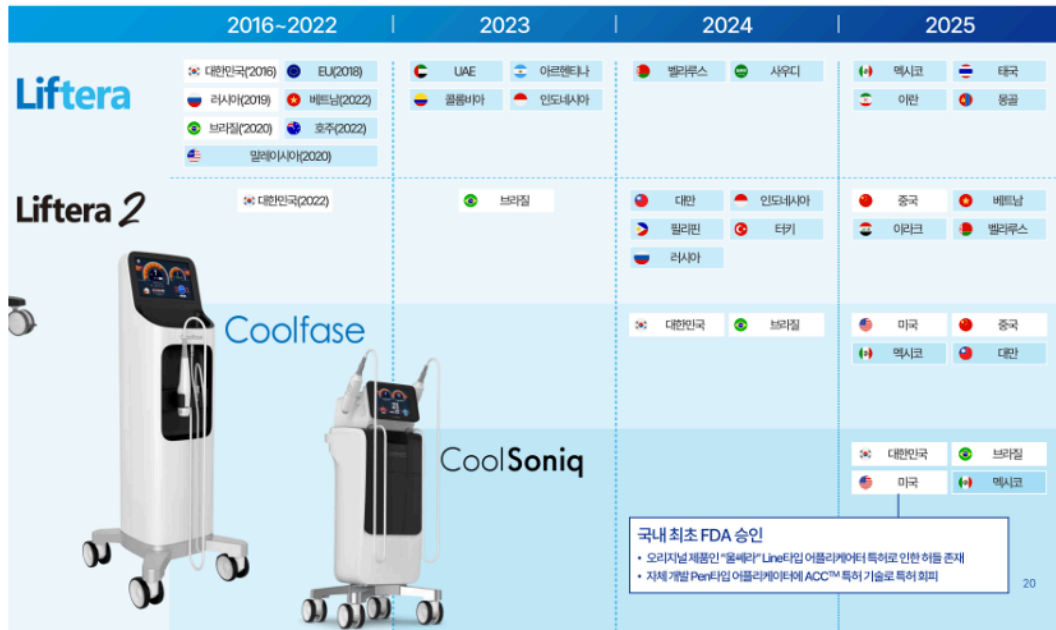 2016~2022 2023 2024 2025
Liftera
대한민국('2016) EU(2018) UAE 아르헨티나 벨라루스 사우디 멕시코 태국
러시아(2019) 베트남(2022) 콜롬비아 인도네시아 이란 몽골
브라질('2020) 호주(2022)
말레이시아(2020)
Liftera 2
대한민국(2022) 브라질 대만 인도네시아 중국 베트남
필리핀 터키 이라크 벨라루스
러시아
Coolfase
대한민국 브라질 미국 중국
멕시코 대만
CoolSoniq
대한민국 브라질
미국 멕시코
국내 최초 FDA 승인
• 오리지널 제품인 "울쎄라" Line타입 어플리케어터 특허로 인한 허들 존재
• 자체 개발 Pen타입 어플리케이터에 ACC™ 특허 기술로 특허 회피
20